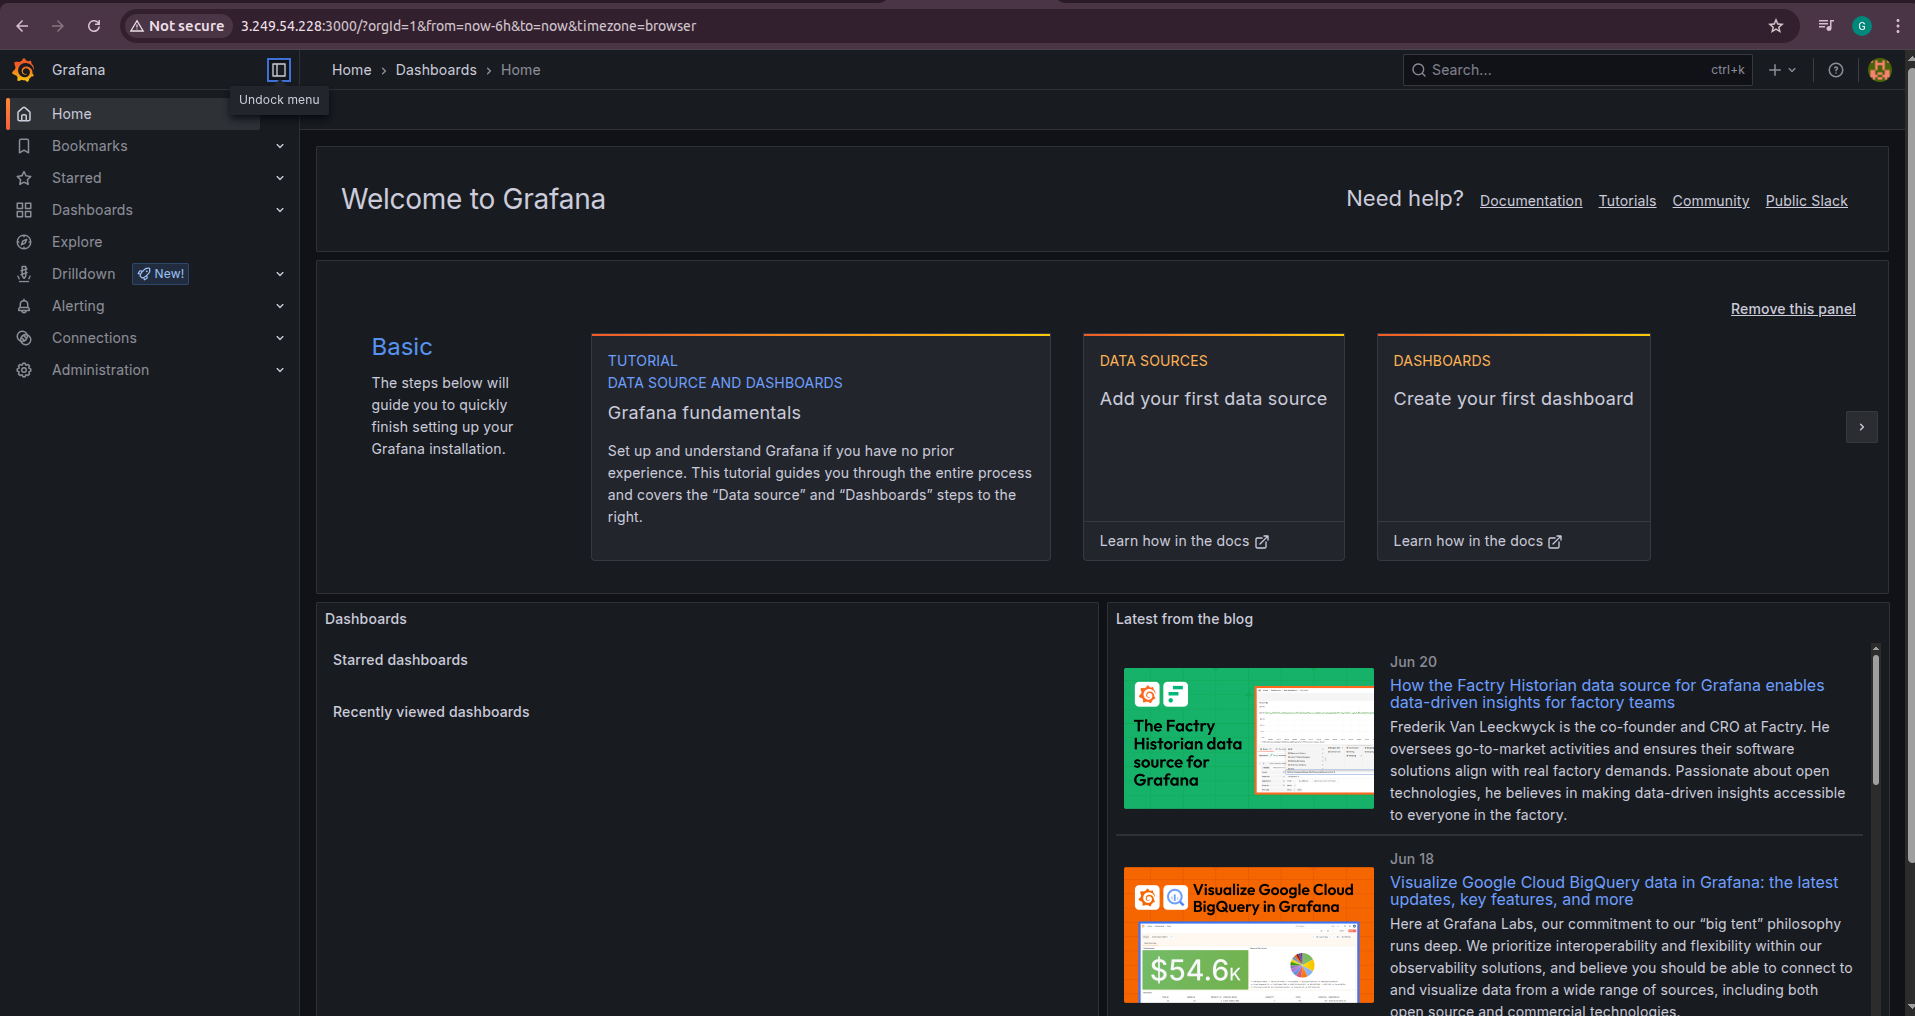 Not secure
3.249.54.228:3000/?orgId=1&from=now-6h&to=now&timezone=browser
G
Grafana
Home › Dashboards › Home
Search...
ctrl+k
Undock menu
Home
Bookmarks
Starred
Dashboards
Explore
Drilldown
New!
Alerting
Connections
Administration
Welcome to Grafana
Need help?
Documentation
Tutorials
Community
Public Slack
Remove this panel
Basic
The steps below will
guide you to quickly
finish setting up your
Grafana installation.
TUTORIAL
DATA SOURCE AND DASHBOARDS
Grafana fundamentals
Set up and understand Grafana if you have no prior
experience. This tutorial guides you through the entire process
and covers the “Data source” and “Dashboards” steps to the
right.
DATA SOURCES
Add your first data source
Learn how in the docs
DASHBOARDS
Create your first dashboard
Learn how in the docs
Dashboards
Starred dashboards
Recently viewed dashboards
Latest from the blog
The Factry
Historian data
source for
Grafana
Jun 20
How the Factry Historian data source for Grafana enables
data-driven insights for factory teams
Frederik Van Leeckwyck is the co-founder and CRO at Factry. He
oversees go-to-market activities and ensures their software
solutions align with real factory demands. Passionate about open
technologies, he believes in making data-driven insights accessible
to everyone in the factory.
Visualize Google Cloud
BigQuery in Grafana
$54.6K
Jun 18
Visualize Google Cloud BigQuery data in Grafana: the latest
updates, key features, and more
Here at Grafana Labs, our commitment to our “big tent” philosophy
runs deep. We prioritize interoperability and flexibility within our
observability solutions, and believe you should be able to connect to
and visualize data from a wide range of sources, including both
open source and commercial technologies.